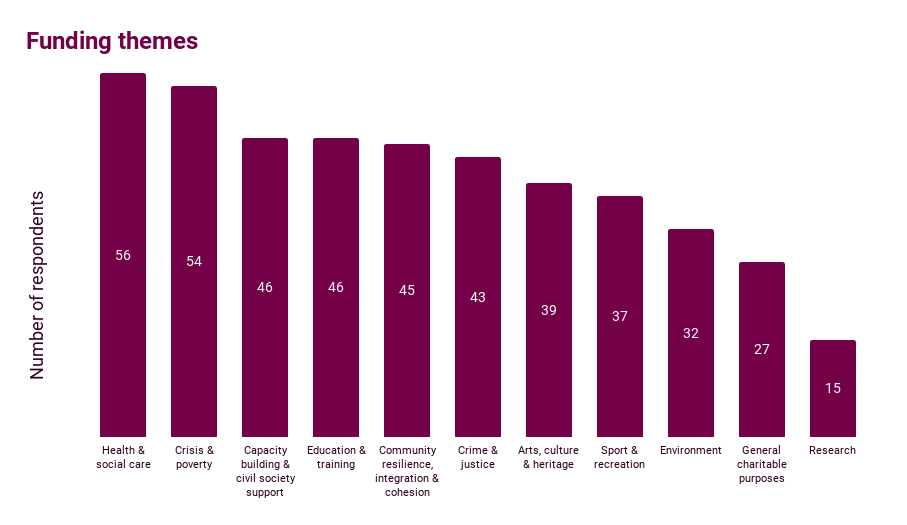 Funding themes
Number of respondents
56
54
46
46
45
43
39
37
32
27
15
Health &
social care
Crisis &
poverty
Capacity
building &
civil society
support
Education &
training
Community
resilience,
integration &
cohesion
Crime &
justice
Arts, culture
& heritage
Sport &
recreation
Environment
General
charitable
purposes
Research